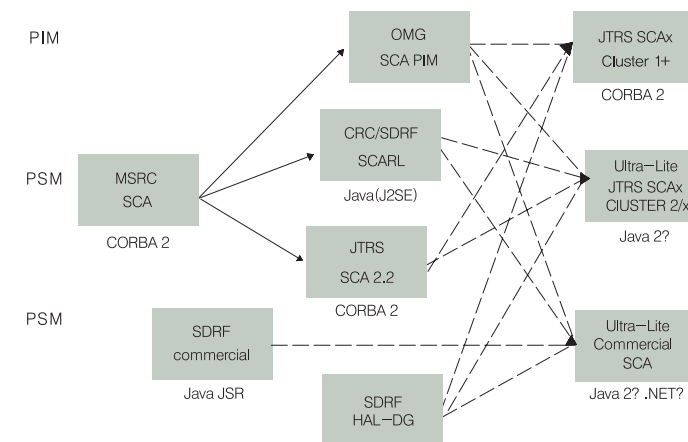 PIM
OMG
SCA PIM
JTRS SCAx
Cluster 1+
CORBA 2
CRC/SDRF
SCARL
Java(J2SE)
PSM
MSRC
SCA
CORBA 2
Ultra-Lite
JTRS SCAx
CIUSTER 2/x
Java 2?
JTRS
SCA 2.2
CORBA 2
PSM
SDRF
commercial
Java JSR
Ultra-Lite
Commercial
SCA
Java 2? .NET?
SDRF
HAL-DG